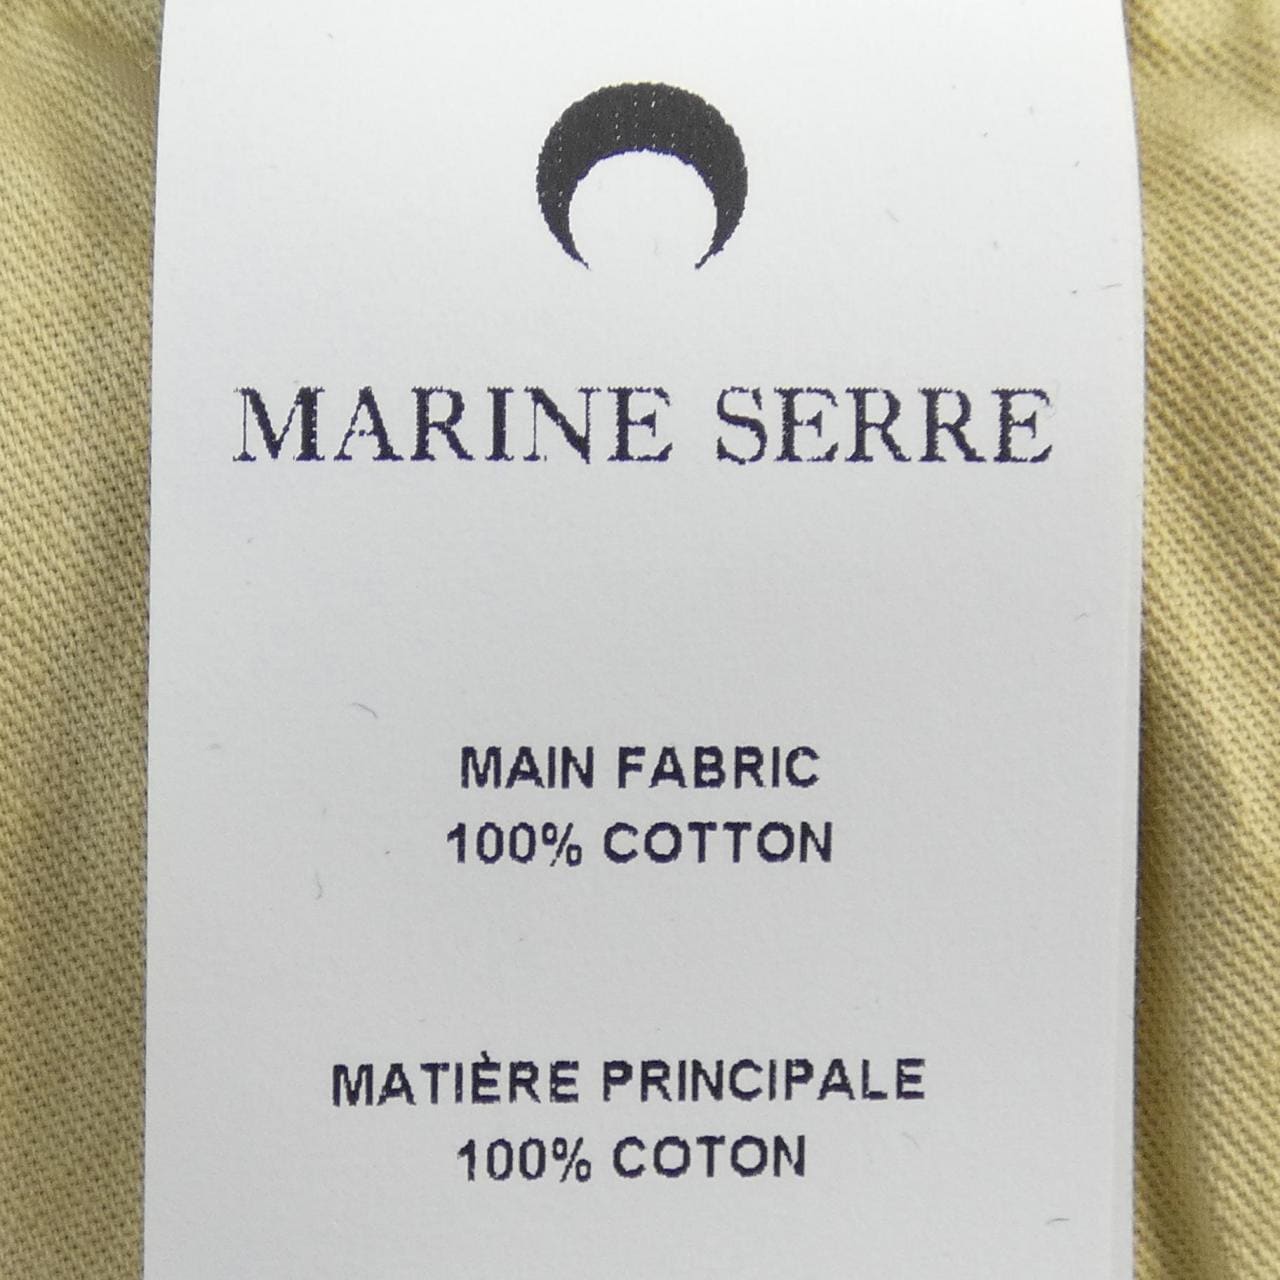 MARINE SERRE
MAIN FABRIC
100% COTTON
MATIÈRE PRINCIPALE
100% COTON